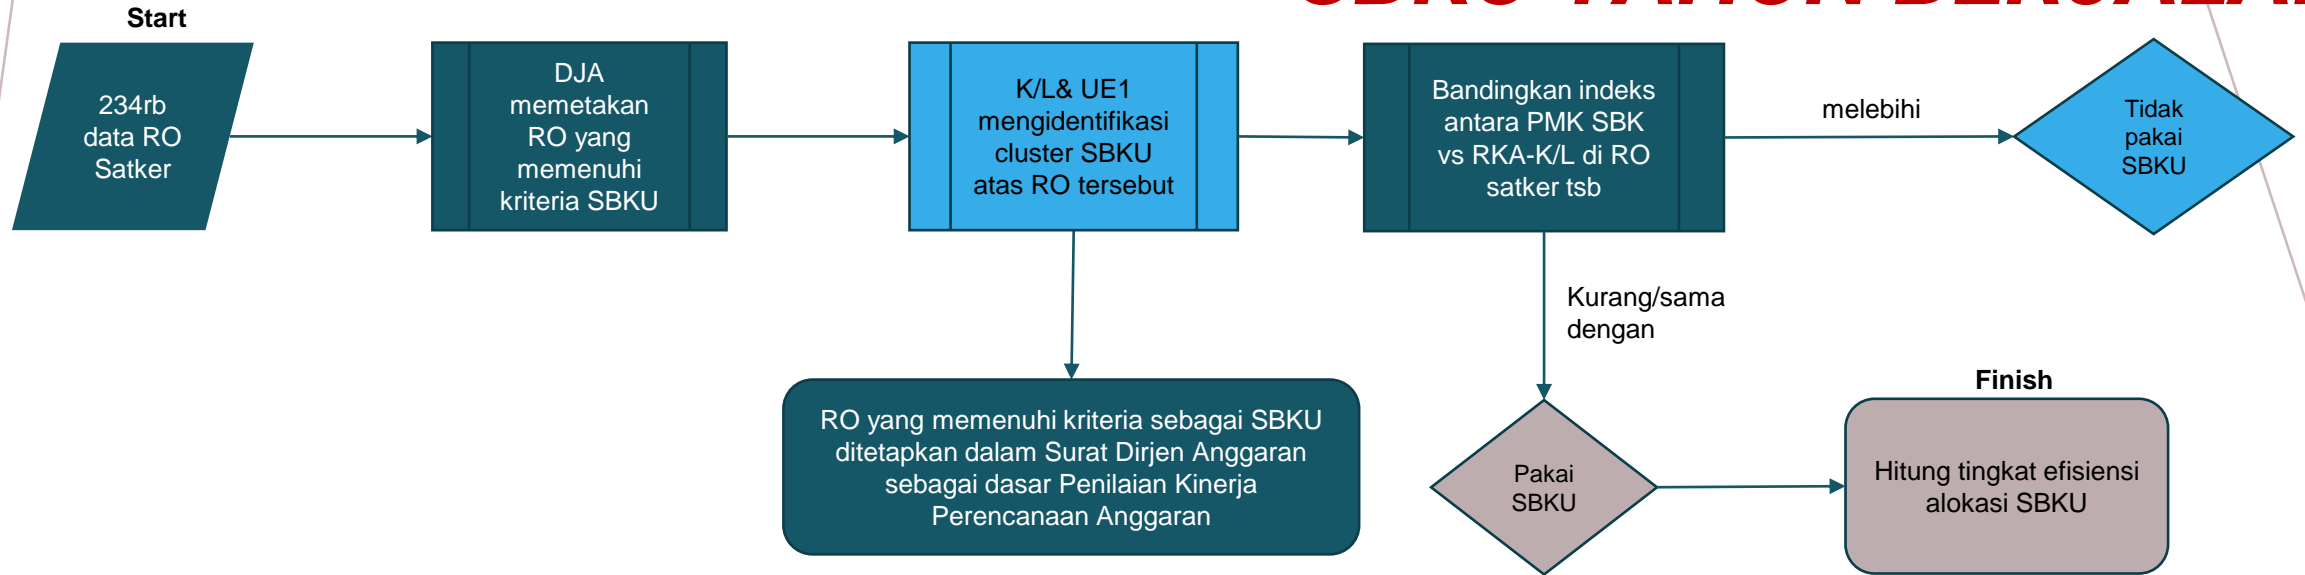 Start
234rb
data RO
Satker
DJA
memetakan
RO yang
memenuhi
kriteria SBKU
K/L& UE1
mengidentifikasi
cluster SBKU
atas RO tersebut
Bandingkan indeks
antara PMK SBK
vs RKA-K/L di RO
satker tsb
melebihi
Tidak
pakai
SBKU
Kurang/sama
dengan
RO yang memenuhi kriteria sebagai SBKU
ditetapkan dalam Surat Dirjen Anggaran
sebagai dasar Penilaian Kinerja
Perencanaan Anggaran
Pakai
SBKU
Finish
Hitung tingkat efisiensi
alokasi SBKU